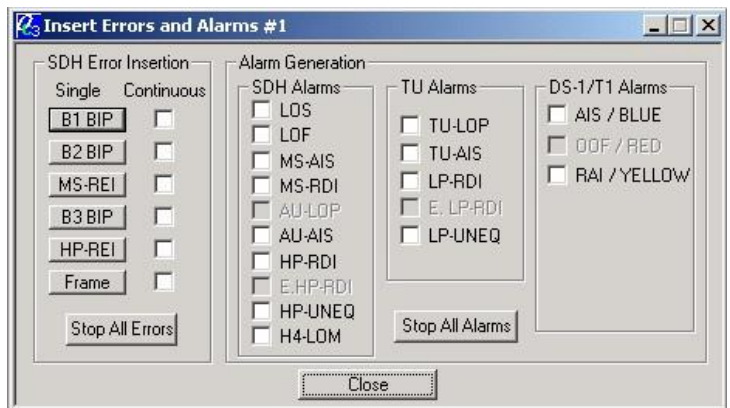 Insert Errors and Alarms #1
SDH Error Insertion
Single Continuous
B1 BIP
B2 BIP
MS-REI
B3 BIP
HP-REI
Frame
Stop All Errors
Alarm Generation
SDH Alarms
LOS
LOF
MS-AIS
MS-RDI
AU-LOP
AU-AIS
HP-RDI
E.HP-RDI
HP-UNEQ
H4-LOM
TU Alarms
TU-LOP
TU-AIS
LP-RDI
E. LP-RDI
LP-UNEQ
Stop All Alarms
DS-1/T1 Alarms
AIS / BLUE
OOF / RED
RAI / YELLOW
Close